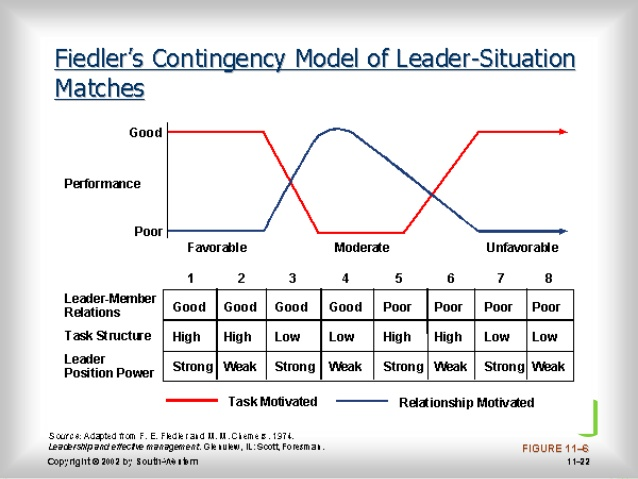 Fiedler's Contingency Model of Leader-Situation
Matches
Good
Performance
Poor
Favorable Moderate Unfavorable
1 2 3 4 5 6 7 8
Leader-Member
Relations Good Good Good Good Poor Poor Poor Poor
Task Structure High High Low Low High High Low Low
Leader
Position Power Strong Weak Strong Weak Strong Weak Strong Weak
Task Motivated Relationship Motivated
Source: Adapted from F. E. Fiedler and M. M. Chemers. 1974.
Leadership and effective management. Glenview, IL: Scott, Foresman.
FIGURE 11–6
Copyright © 2002 by South-Western 11–22